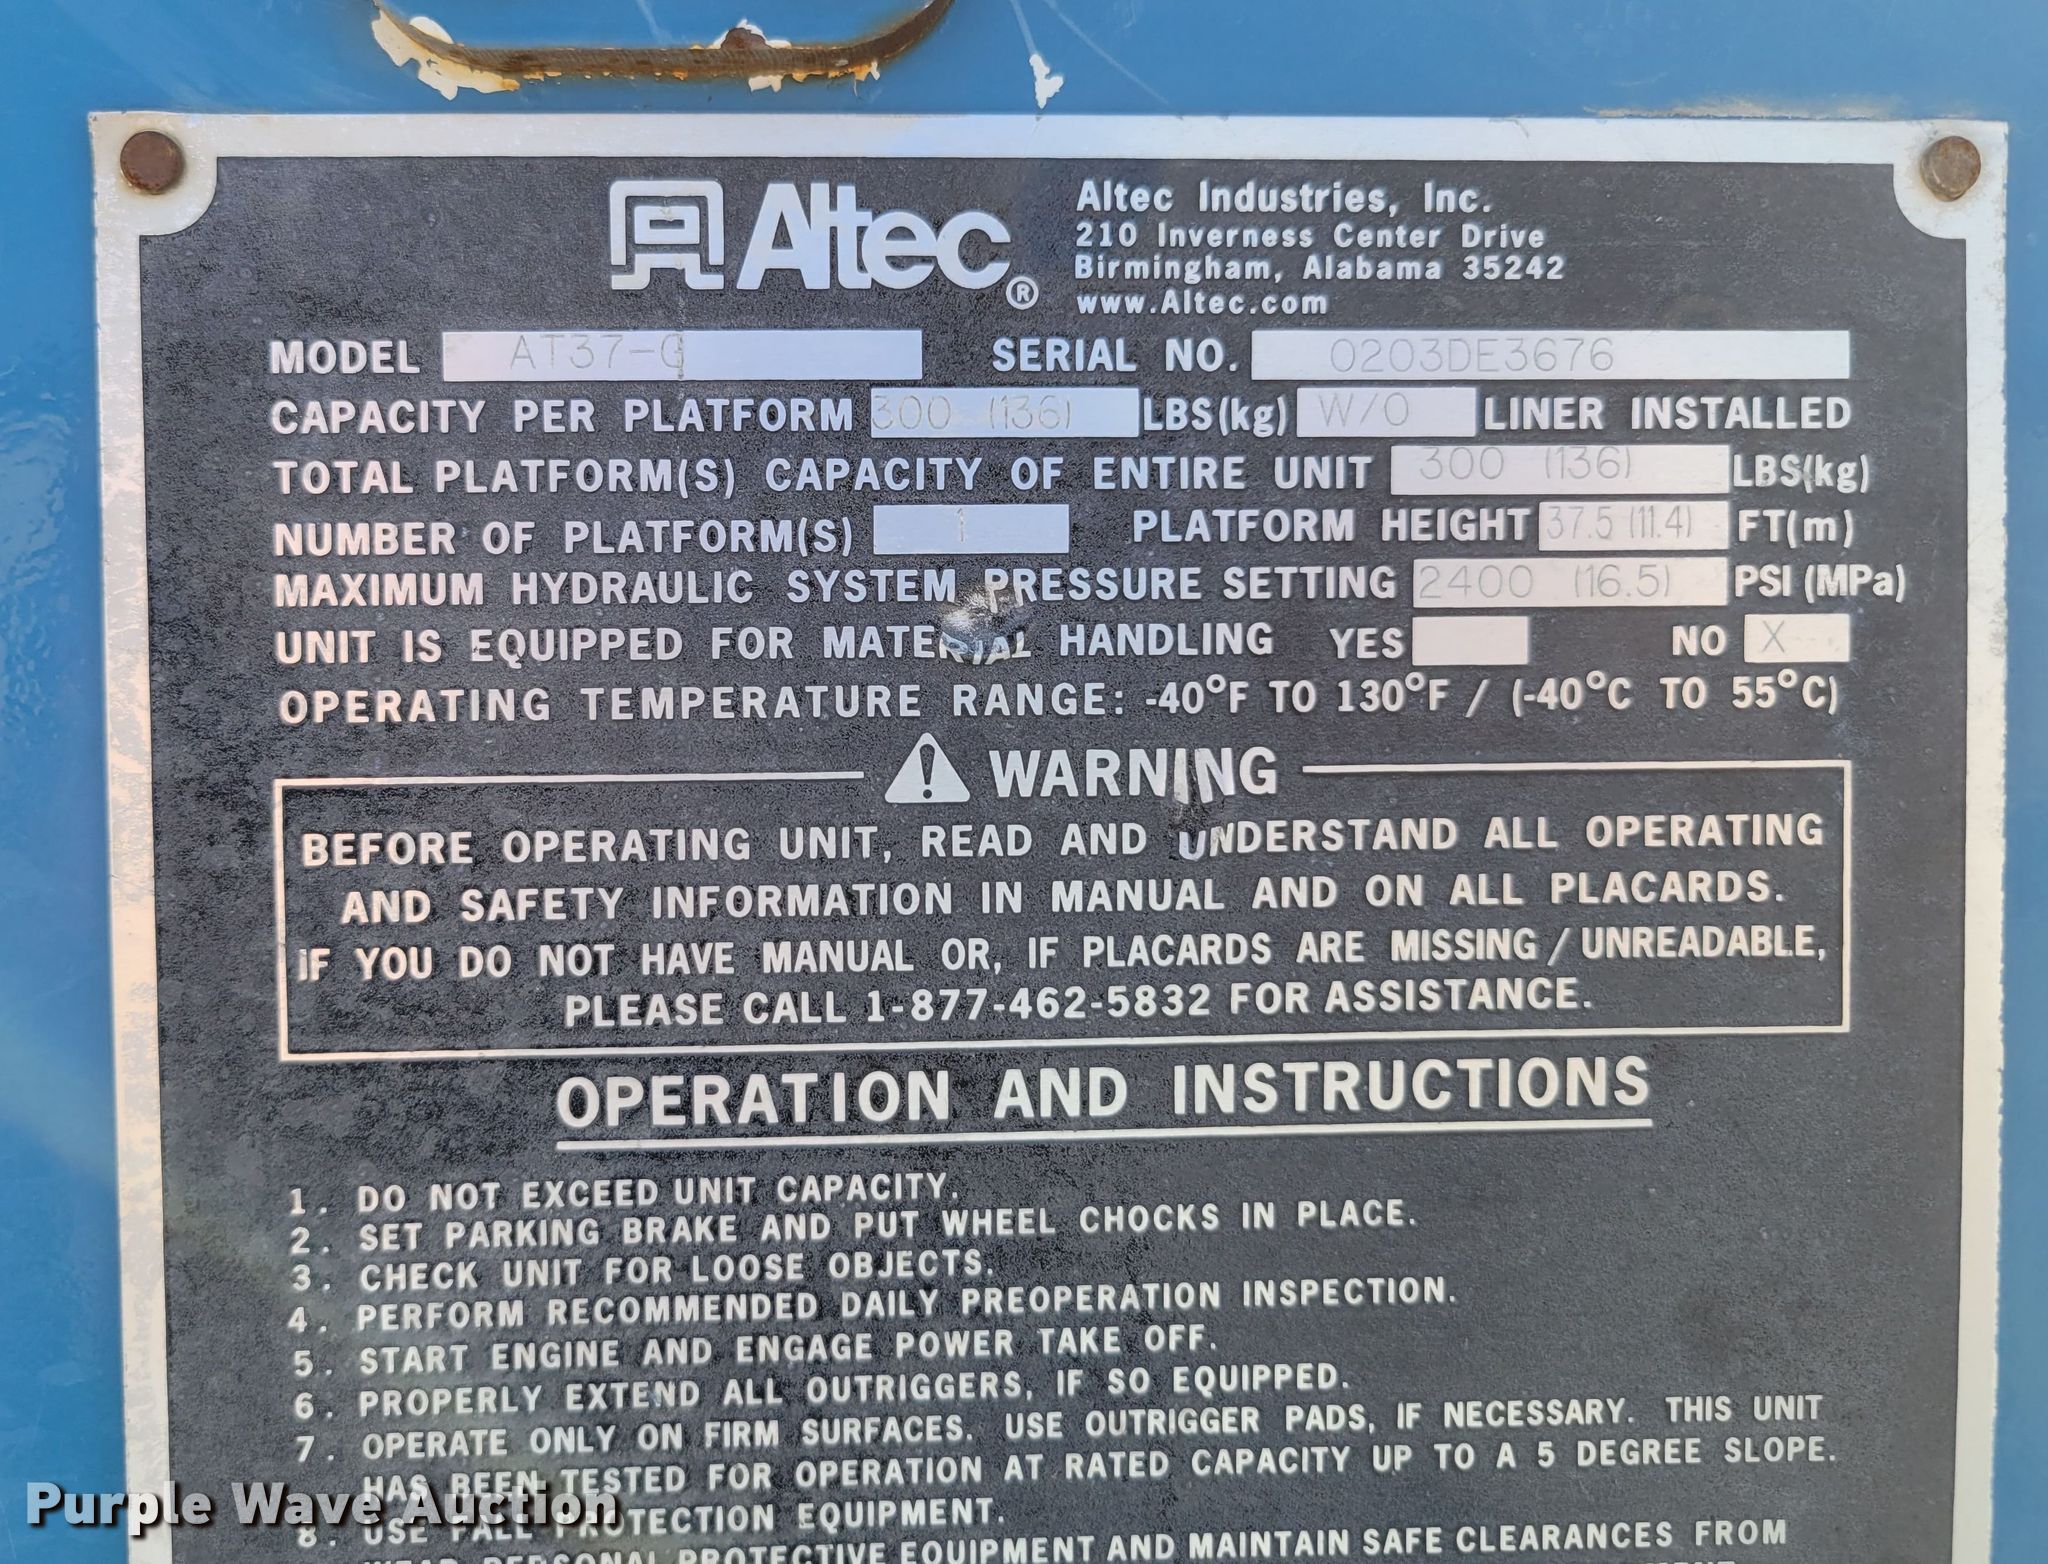 Altec® Altec Industries, Inc.
210 Inverness Center Drive
Birmingham, Alabama 35242
www.Altec.com
MODEL AT37-G SERIAL NO. 0203DE3676
CAPACITY PER PLATFORM 300 (136) LBS(kg) W/O LINER INSTALLED
TOTAL PLATFORM(S) CAPACITY OF ENTIRE UNIT 300 (136) LBS(kg)
NUMBER OF PLATFORM(S) 1 PLATFORM HEIGHT 37.5 (11.4) FT(m)
MAXIMUM HYDRAULIC SYSTEM PRESSURE SETTING 2400 (16.5) PSI (MPa)
UNIT IS EQUIPPED FOR MATERIAL HANDLING YES NO X
OPERATING TEMPERATURE RANGE: -40°F TO 130°F / (-40°C TO 55°C)
WARNING
BEFORE OPERATING UNIT, READ AND UNDERSTAND ALL OPERATING
AND SAFETY INFORMATION IN MANUAL AND ON ALL PLACARDS.
IF YOU DO NOT HAVE MANUAL OR, IF PLACARDS ARE MISSING/UNREADABLE,
PLEASE CALL 1-877-462-5832 FOR ASSISTANCE.
OPERATION AND INSTRUCTIONS
1. DO NOT EXCEED UNIT CAPACITY.
2. SET PARKING BRAKE AND PUT WHEEL CHOCKS IN PLACE.
3. CHECK UNIT FOR LOOSE OBJECTS.
4. PERFORM RECOMMENDED DAILY PREOPERATION INSPECTION.
5. START ENGINE AND ENGAGE POWER TAKE OFF.
6. PROPERLY EXTEND ALL OUTRIGGERS, IF SO EQUIPPED.
7. OPERATE ONLY ON FIRM SURFACES. USE OUTRIGGER PADS, IF NECESSARY. THIS UNIT
HAS BEEN TESTED FOR OPERATION AT RATED CAPACITY UP TO A 5 DEGREE SLOPE.
8. USE FALL PROTECTION EQUIPMENT.
WEAR PERSONAL PROTECTIVE EQUIPMENT AND MAINTAIN SAFE CLEARANCES FROM
Purple Wave Auction